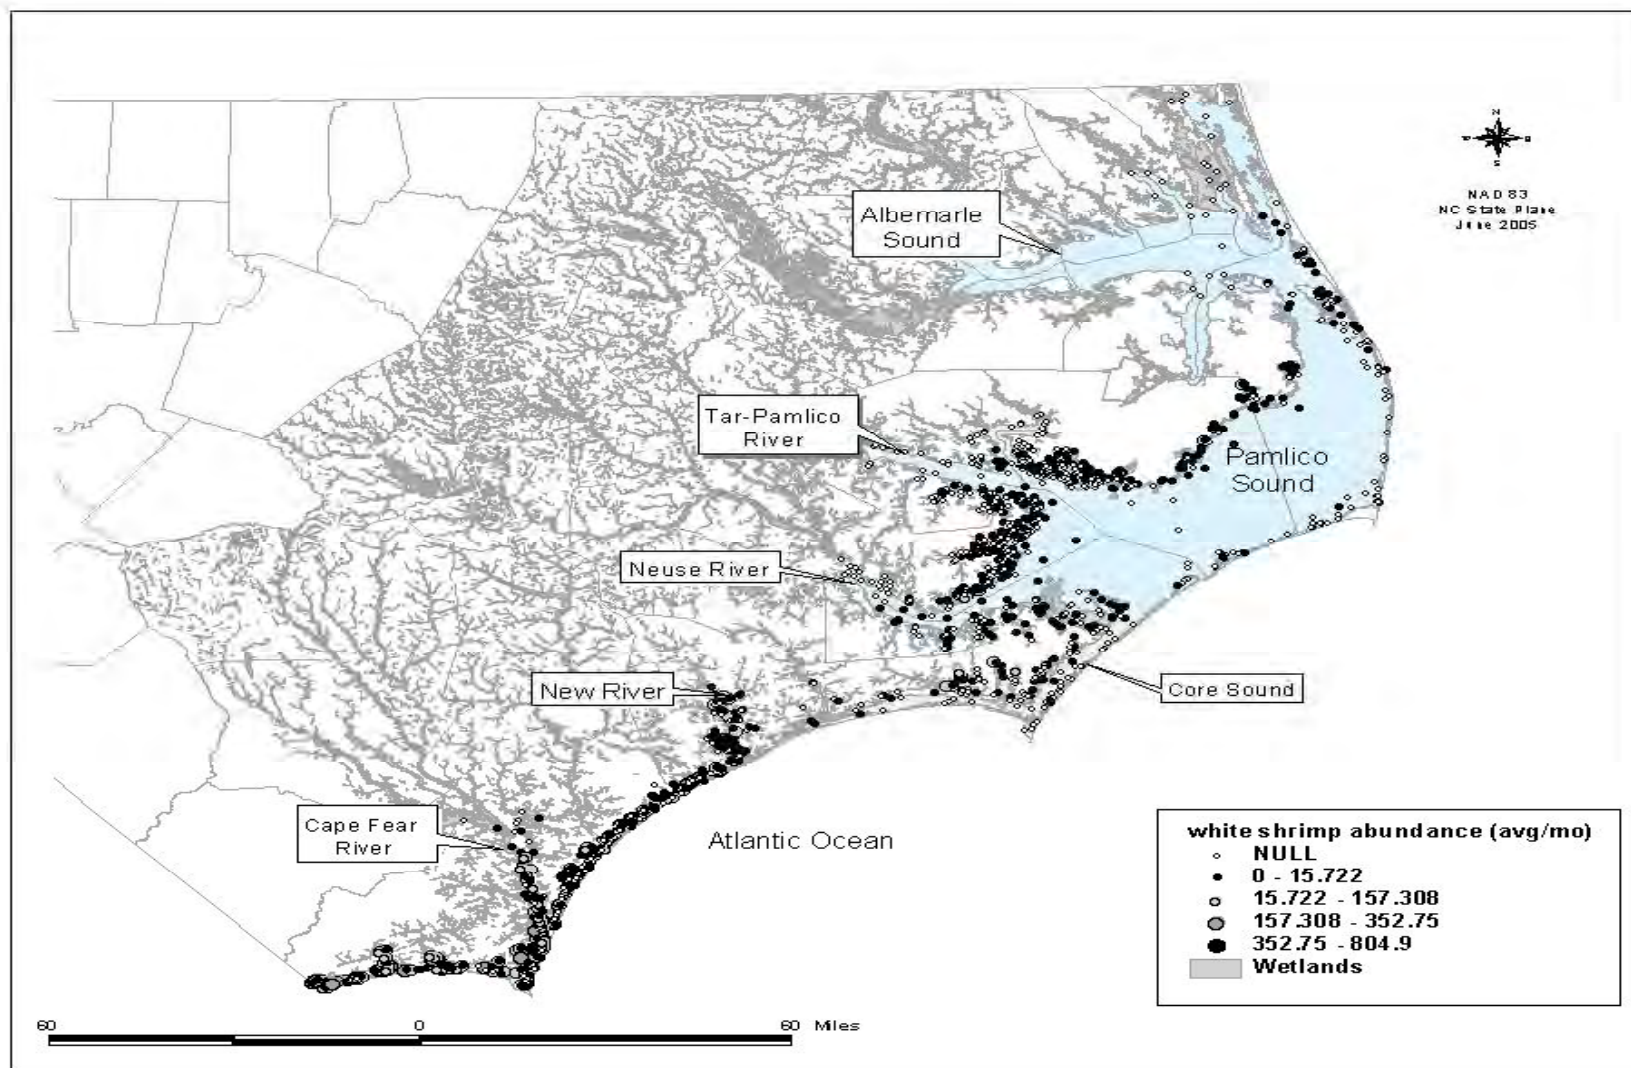 N
S
NAD 83
NC State Plane
June 2005
Albemarle
Sound
Tar-Pamlico
River
Pamlico
Sound
Neuse River
New River
Core Sound
Cape Fear
River
Atlantic Ocean
white shrimp abundance (avg/mo)
NULL
0 - 15.722
15.722 - 157.308
157.308 - 352.75
352.75 - 804.9
Wetlands
60 0 60 Miles